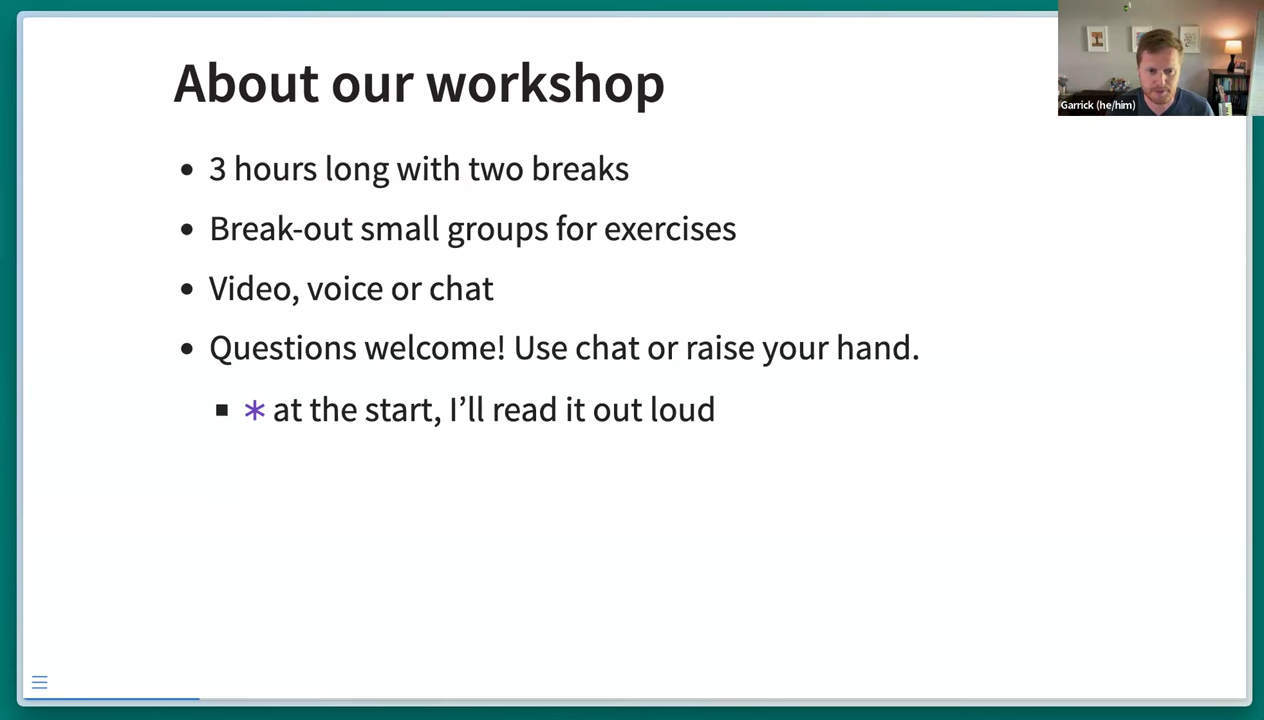 About our workshop
Garrick (he/him)
• 3 hours long with two breaks
• Break-out small groups for exercises
• Video, voice or chat
• Questions welcome! Use chat or raise your hand.
▪ * at the start, I’ll read it out loud